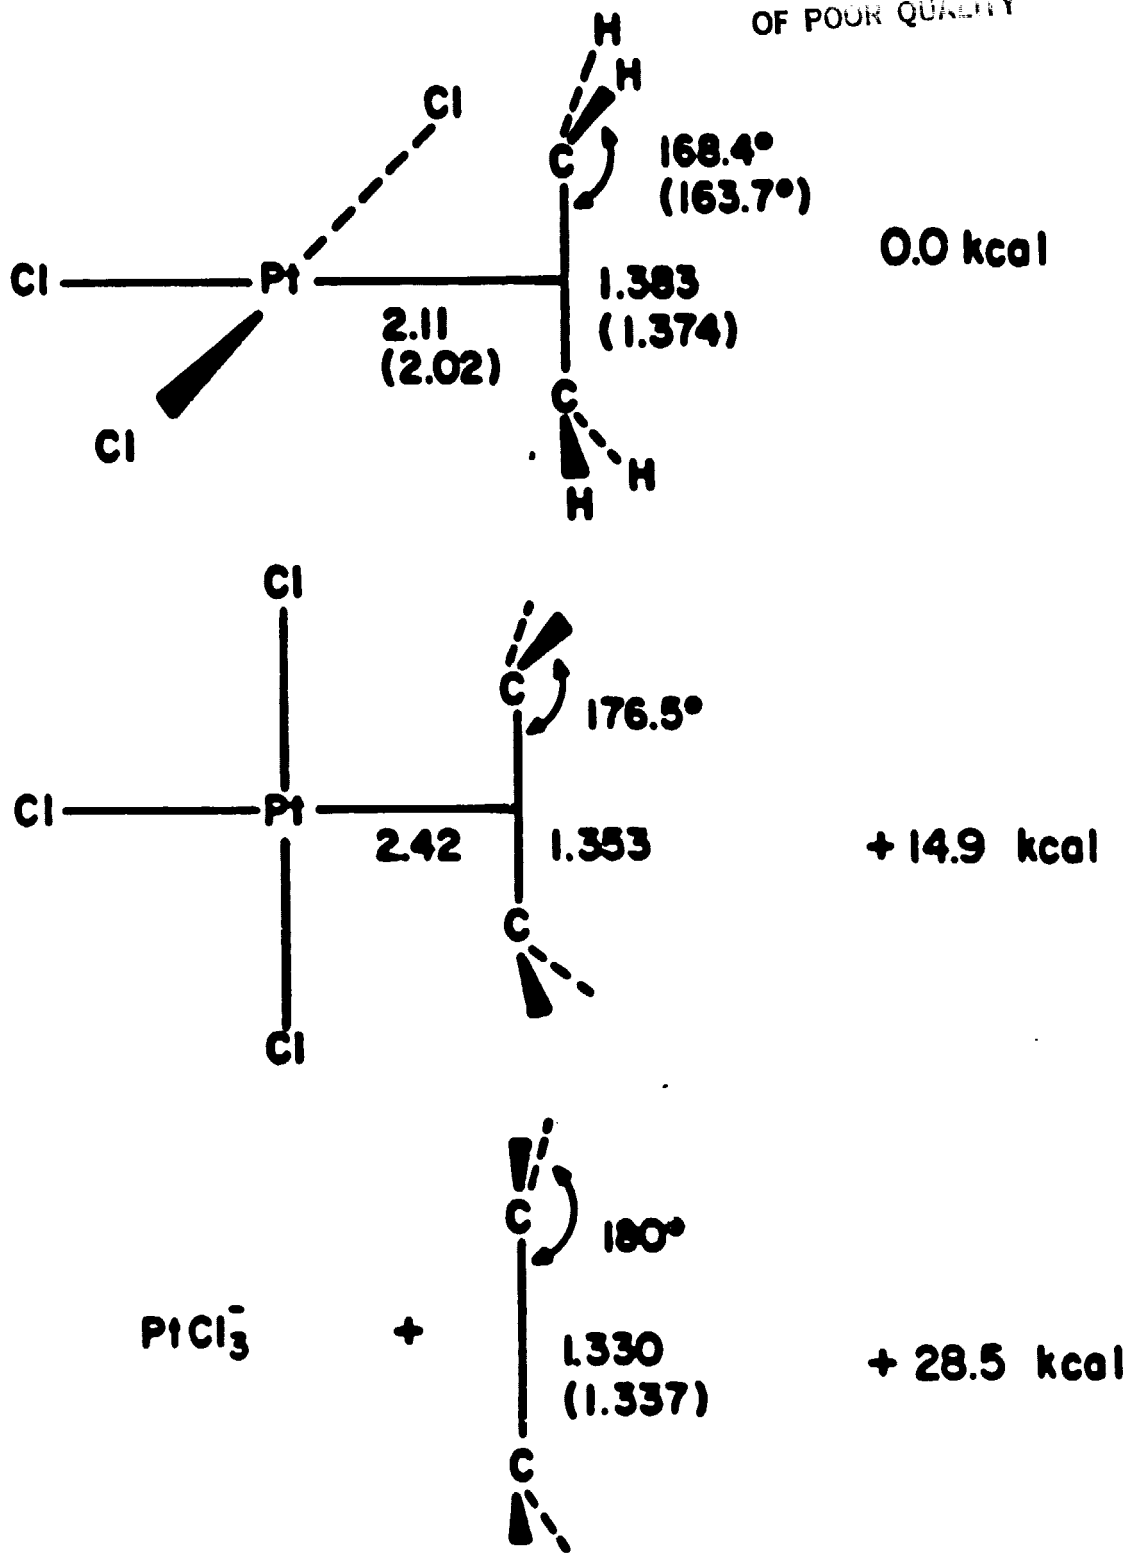 OF POOR QUALITY
H
H
Cl
C
168.4°
(163.7°)
0.0 kcal
Cl
Pt
1.383
(1.374)
2.11
(2.02)
C
Cl
H
H
Cl
C
176.5°
Cl
Pt
2.42
1.353
+ 14.9 kcal
C
Cl
C
180°
PtCl₃⁻
+
1.330
(1.337)
+ 28.5 kcal
C